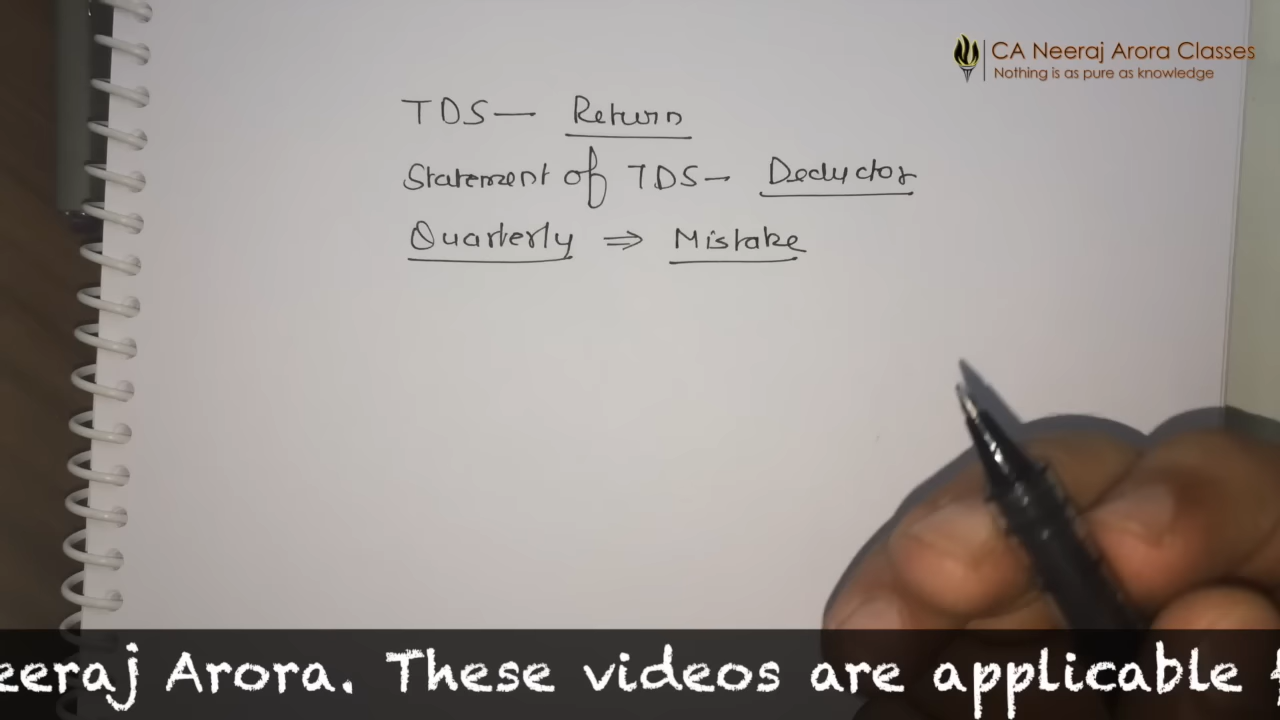 CA Neeraj Arora Classes
Nothing is as pure as knowledge
TDS— Return
Statement of TDS— Deductor
Quarterly ⇒ Mistake
Arora. These videos are applicable